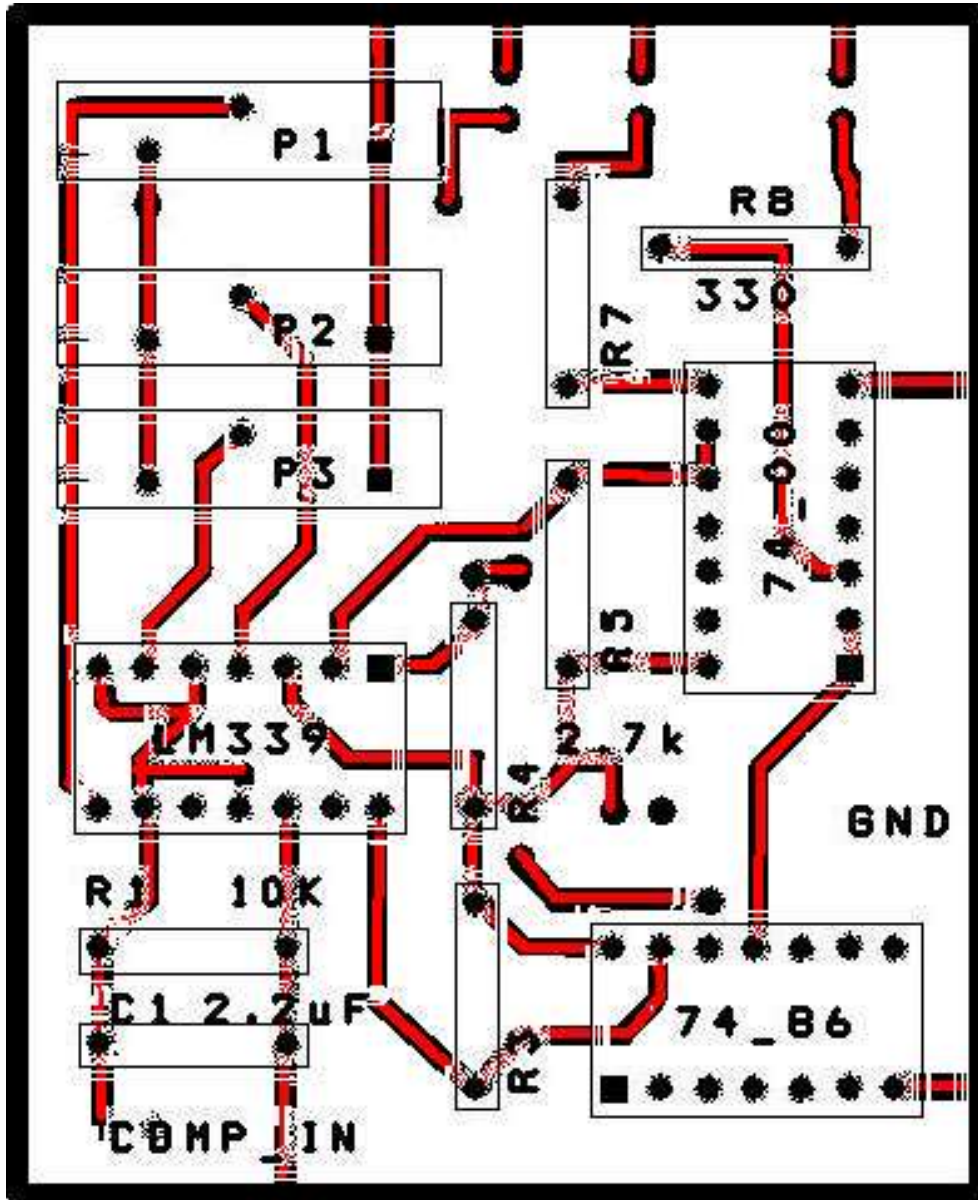 P1
R8
330
P2
R7
P3
74_00
R5
LM339
2.7k
R4
GND
R1 10K
C1 2.2uF
74_86
R3
COMP_IN